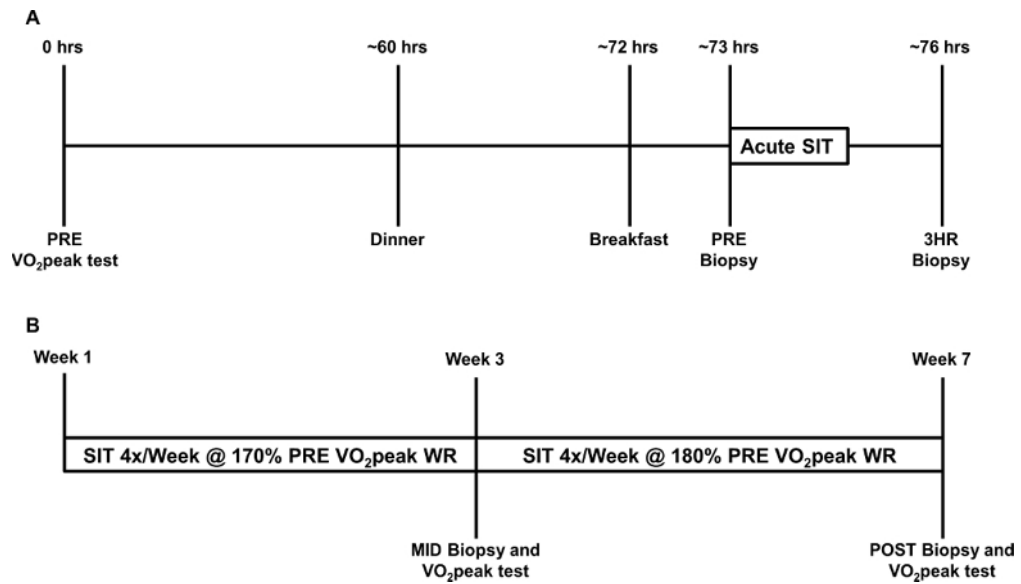 A
0 hrs
~60 hrs
~72 hrs
~73 hrs
~76 hrs
Acute SIT
PRE
VO₂peak test
Dinner
Breakfast
PRE
Biopsy
3HR
Biopsy
B
Week 1
Week 3
Week 7
SIT 4x/Week @ 170% PRE VO₂peak WR
SIT 4x/Week @ 180% PRE VO₂peak WR
MID Biopsy and
VO₂peak test
POST Biopsy and
VO₂peak test